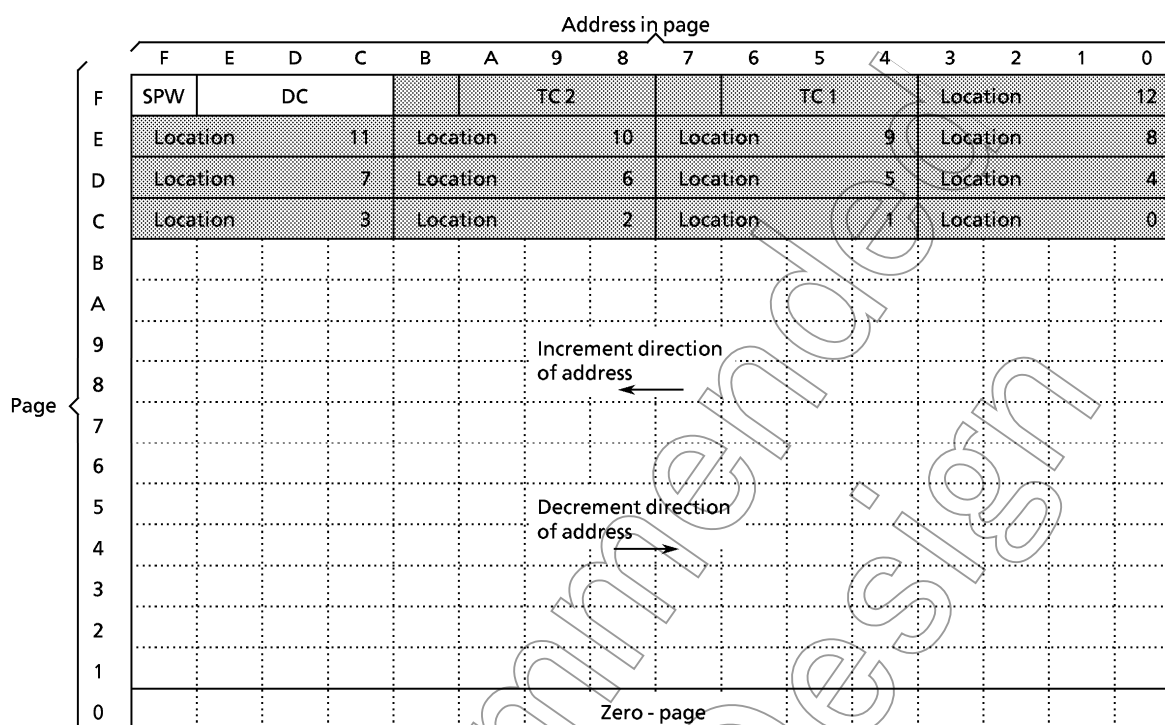 Address in page
F E D C B A 9 8 7 6 5 4 3 2 1 0
F SPW DC TC 2 TC 1 Location 12
E Location 11 Location 10 Location 9 Location 8
D Location 7 Location 6 Location 5 Location 4
C Location 3 Location 2 Location 1 Location 0
B
A
9
Increment direction
of address
8
Page
7
6
5
Decrement direction
of address
4
3
2
1
0 Zero - page
mmended
esign